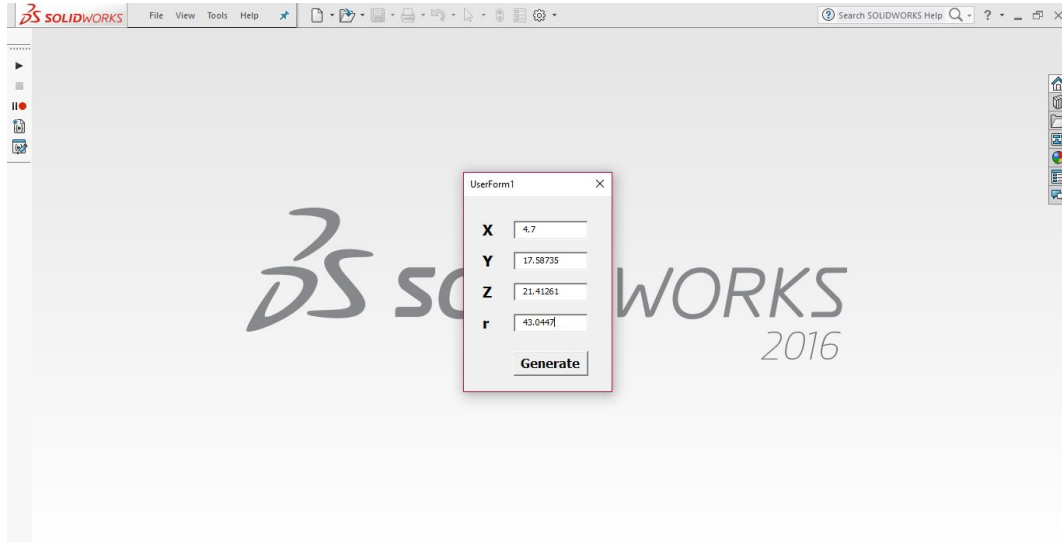 SOLIDWORKS File View Tools Help Search SOLIDWORKS Help ?
UserForm1
X 4.7
Y 17.58735
Z 21.41261
r 43.0447
Generate
WORKS
2016